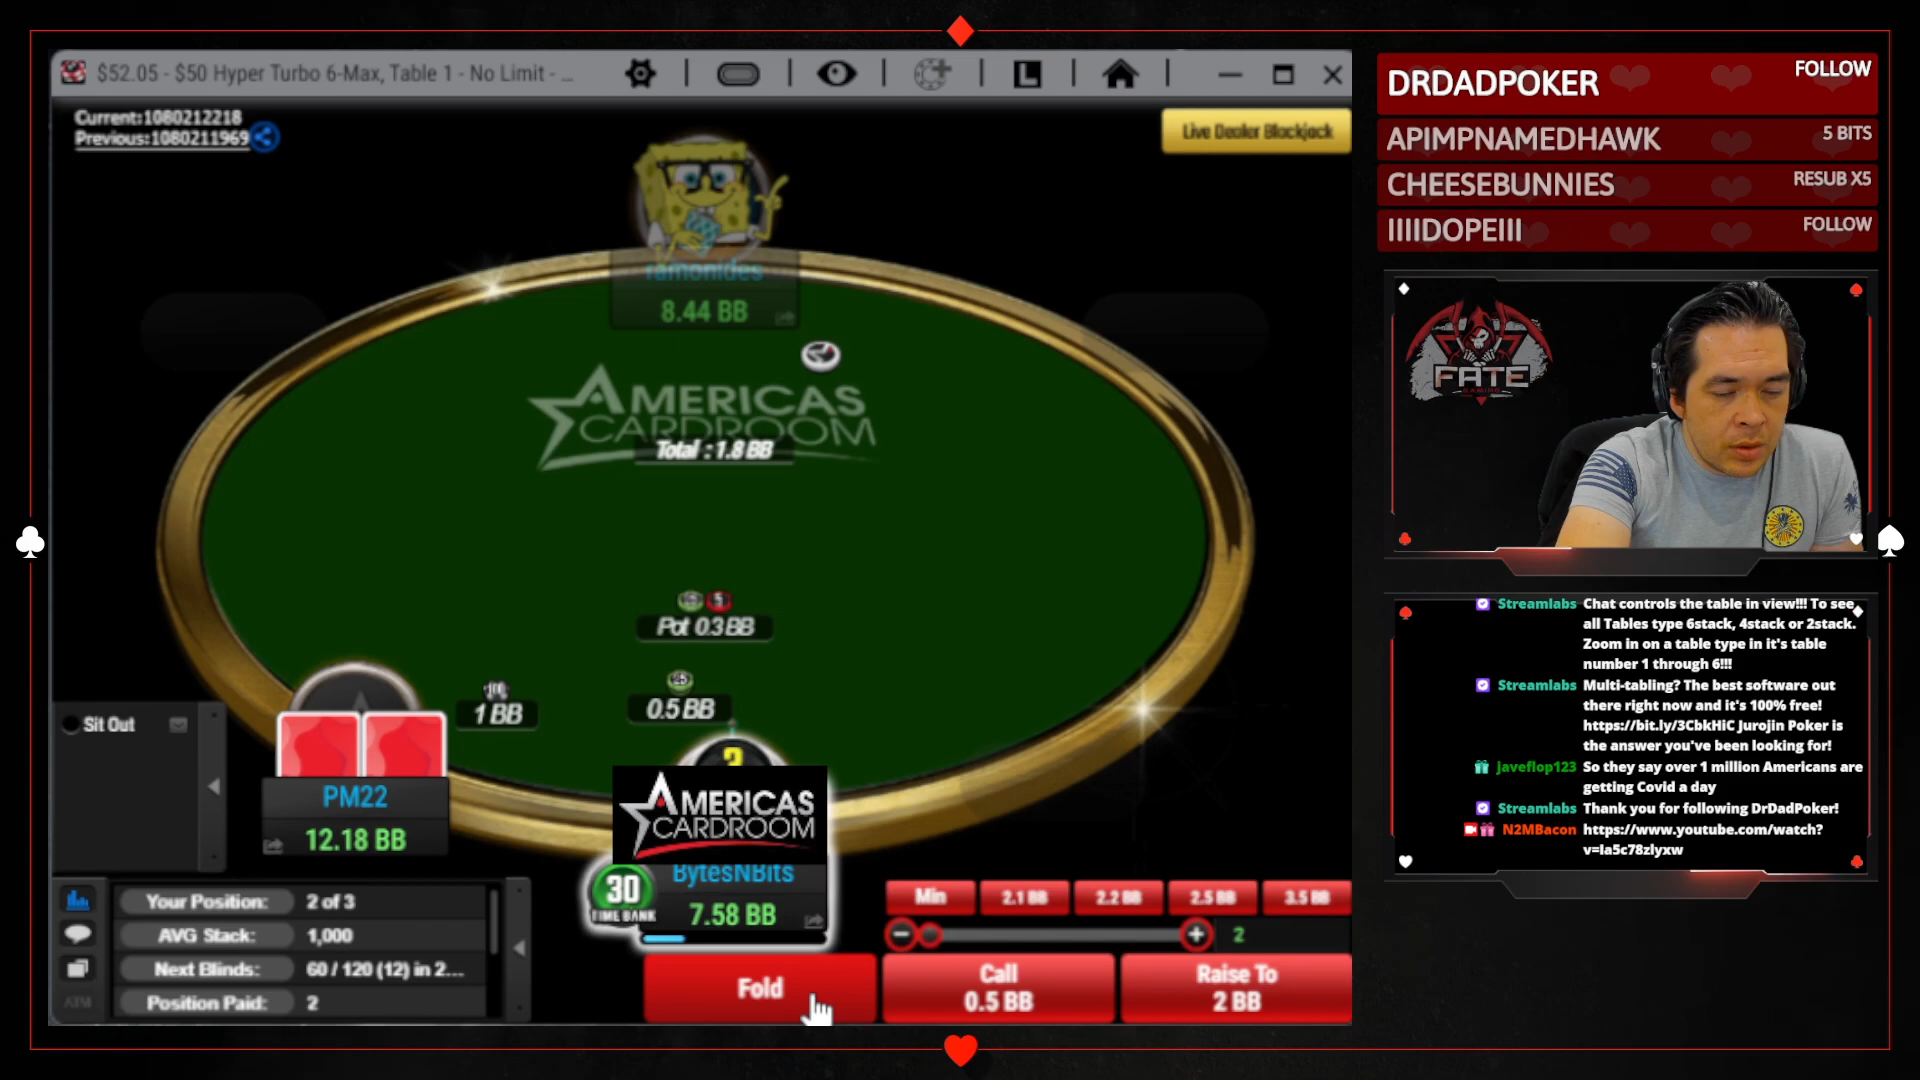 $52.05 - $50 Hyper Turbo 6-Max, Table 1 - No Limit - ...
Current:1080212218
Previous:1080211969
Live Dealer Blackjack
ramonides
8.44 BB
AMERICAS
CARDROOM
Total : 1.8 BB
Pot 0.3 BB
1 BB
0.5 BB
Sit Out
PM22
12.18 BB
AMERICAS
CARDROOM
BytesNBits
30
TIME BANK
7.58 BB
Your Position: 2 of 3
AVG Stack: 1,000
Next Blinds: 60 / 120 (12) in 2...
Position Paid: 2
Min 2.1 BB 2.2 BB 2.5 BB 3.5 BB
2
Fold
Call
0.5 BB
Raise To
2 BB
DRDADPOKER FOLLOW
APIMPNAMEDHAWK 5 BITS
CHEESEBUNNIES RESUB X5
IIIIDOPEIII FOLLOW
FATE
GAMING
Streamlabs Chat controls the table in view!!! To see
all Tables type 6stack, 4stack or 2stack.
Zoom in on a table type in it's table
number 1 through 6!!!
Streamlabs Multi-tabling? The best software out
there right now and it's 100% free!
https://bit.ly/3CbkHiC Jurojin Poker is
the answer you've been looking for!
javeflop123 So they say over 1 million Americans are
getting Covid a day
Streamlabs Thank you for following DrDadPoker!
N2MBacon https://www.youtube.com/watch?
v=Ia5c78zlyxw